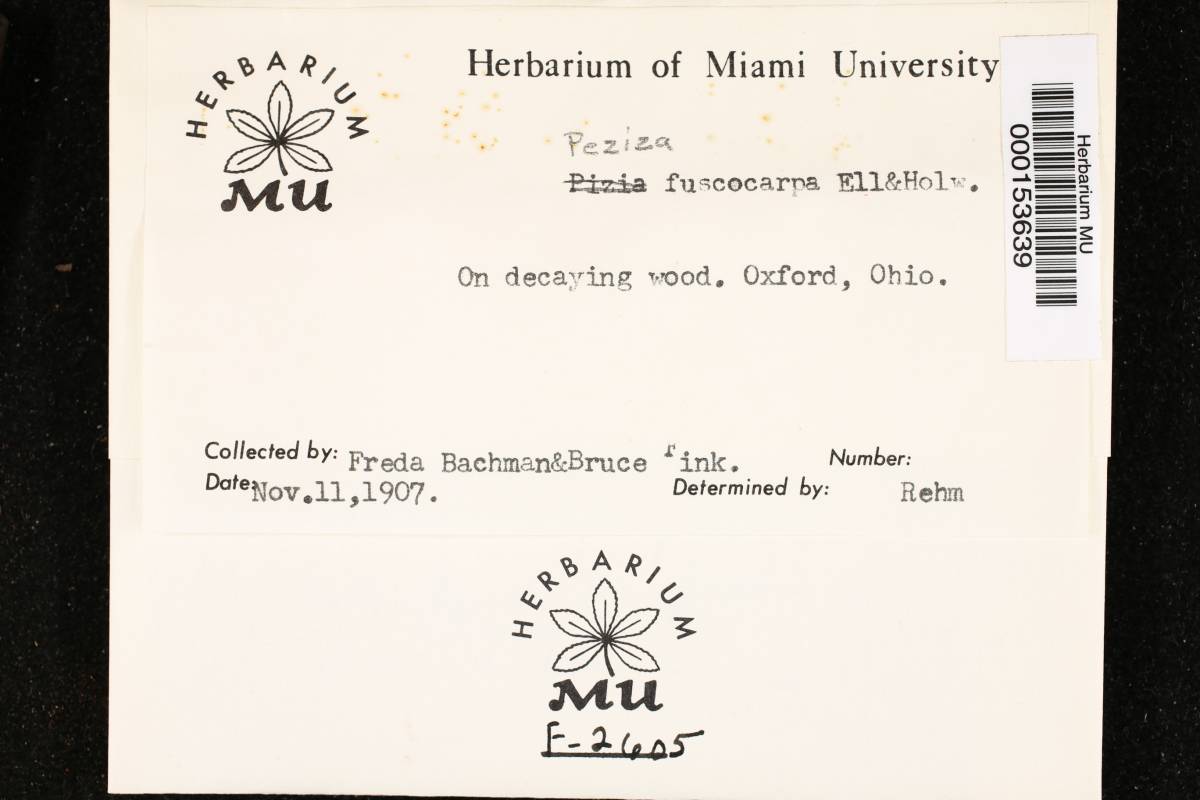 HERBARIUM
MU
Herbarium of Miami University
Peziza
Pizia fuscocarpa Ell&Holw.
On decaying wood. Oxford, Ohio.
Herbarium MU
000153639
Collected by: Freda Bachman&Bruce Fink.
Number:
Date: Nov.11,1907.
Determined by: Rehm
HERBARIUM
MU
F-2605